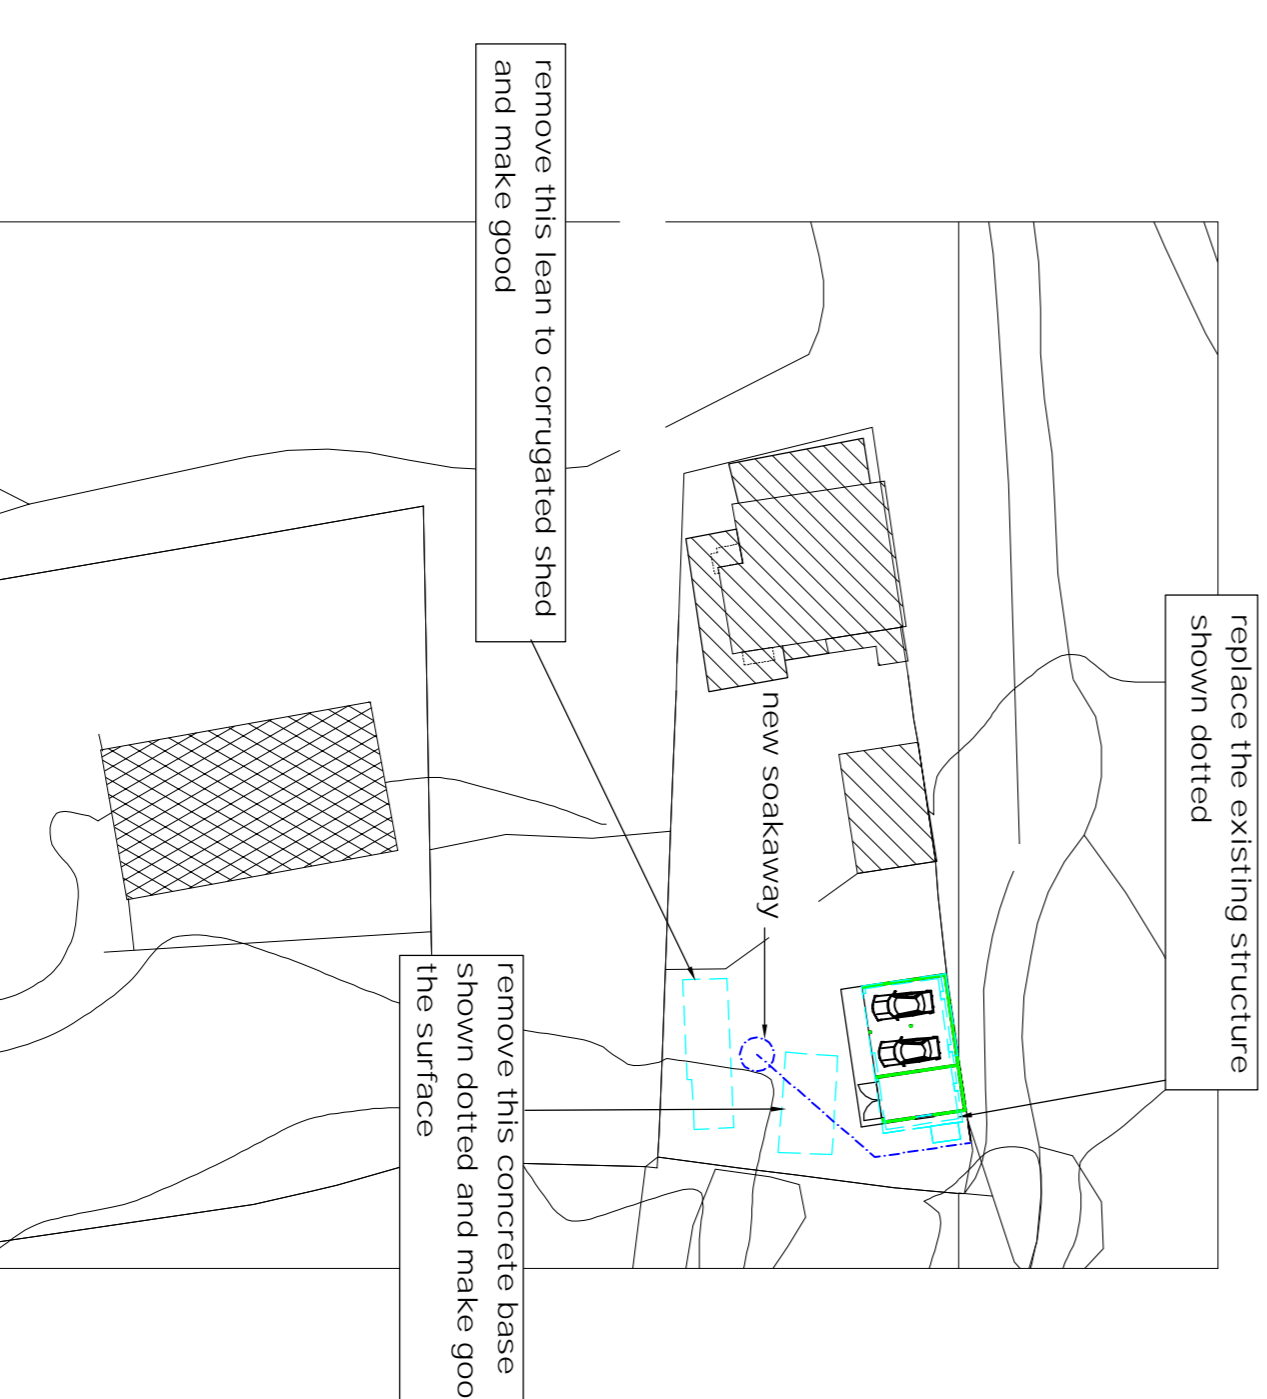 remove this lean to corrugated shed
and make good
replace the existing structure
shown dotted
new soakaway
remove this concrete base
shown dotted and make goo
the surface